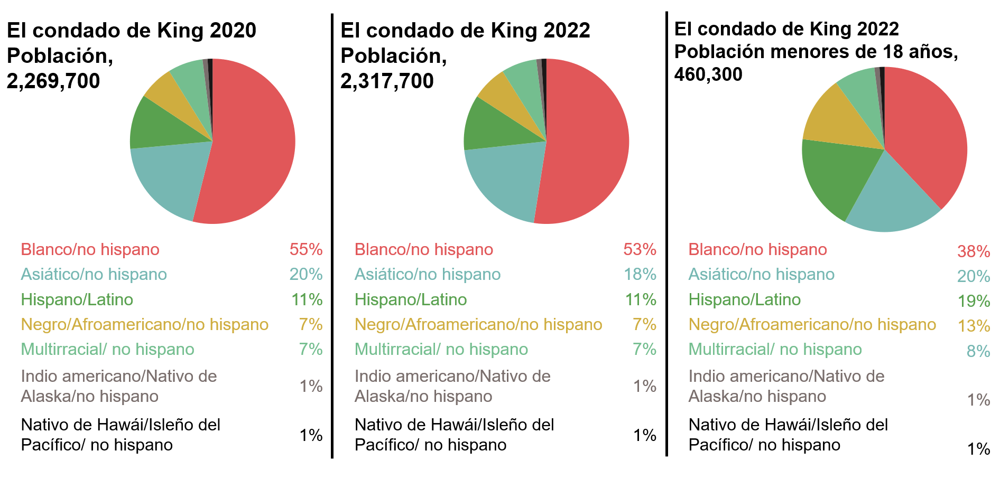 El condado de King 2020
Población,
2,269,700
Blanco/no hispano 55%
Asiático/no hispano 20%
Hispano/Latino 11%
Negro/Afroamericano/no hispano 7%
Multirracial/ no hispano 7%
Indio americano/Nativo de
Alaska/no hispano 1%
Nativo de Hawái/Isleño del
Pacífico/ no hispano 1%
El condado de King 2022
Población,
2,317,700
Blanco/no hispano 53%
Asiático/no hispano 18%
Hispano/Latino 11%
Negro/Afroamericano/no hispano 7%
Multirracial/ no hispano 7%
Indio americano/Nativo de
Alaska/no hispano 1%
Nativo de Hawái/Isleño del
Pacífico/ no hispano 1%
El condado de King 2022
Población menores de 18 años,
460,300
Blanco/no hispano 38%
Asiático/no hispano 20%
Hispano/Latino 19%
Negro/Afroamericano/no hispano 13%
Multirracial/ no hispano 8%
Indio americano/Nativo de
Alaska/no hispano 1%
Nativo de Hawái/Isleño del
Pacífico/ no hispano 1%